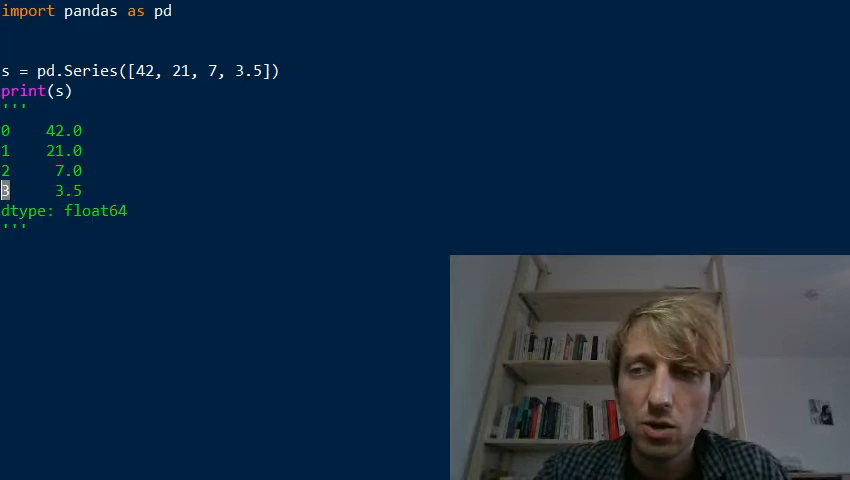 import pandas as pd
s = pd.Series([42, 21, 7, 3.5])
print(s)
'''
0    42.0
1    21.0
2     7.0
3     3.5
dtype: float64
'''